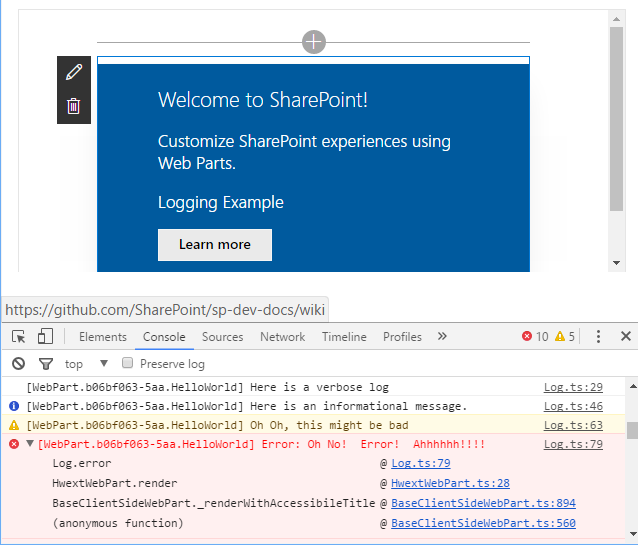 Welcome to SharePoint!
Customize SharePoint experiences using
Web Parts.
Logging Example
Learn more
https://github.com/SharePoint/sp-dev-docs/wiki
Elements Console Sources Network Timeline Profiles » 10 5
top Preserve log
[WebPart.b06bf063-5aa.HelloWorld] Here is a verbose log Log.ts:29
[WebPart.b06bf063-5aa.HelloWorld] Here is an informational message. Log.ts:46
[WebPart.b06bf063-5aa.HelloWorld] Oh Oh, this might be bad Log.ts:63
[WebPart.b06bf063-5aa.HelloWorld] Error: Oh No! Error! Ahhhhhh!!!! Log.ts:79
Log.error @ Log.ts:79
HwextWebPart.render @ HwextWebPart.ts:28
BaseClientSideWebPart._renderWithAccessibileTitle @ BaseClientSideWebPart.ts:894
(anonymous function) @ BaseClientSideWebPart.ts:560